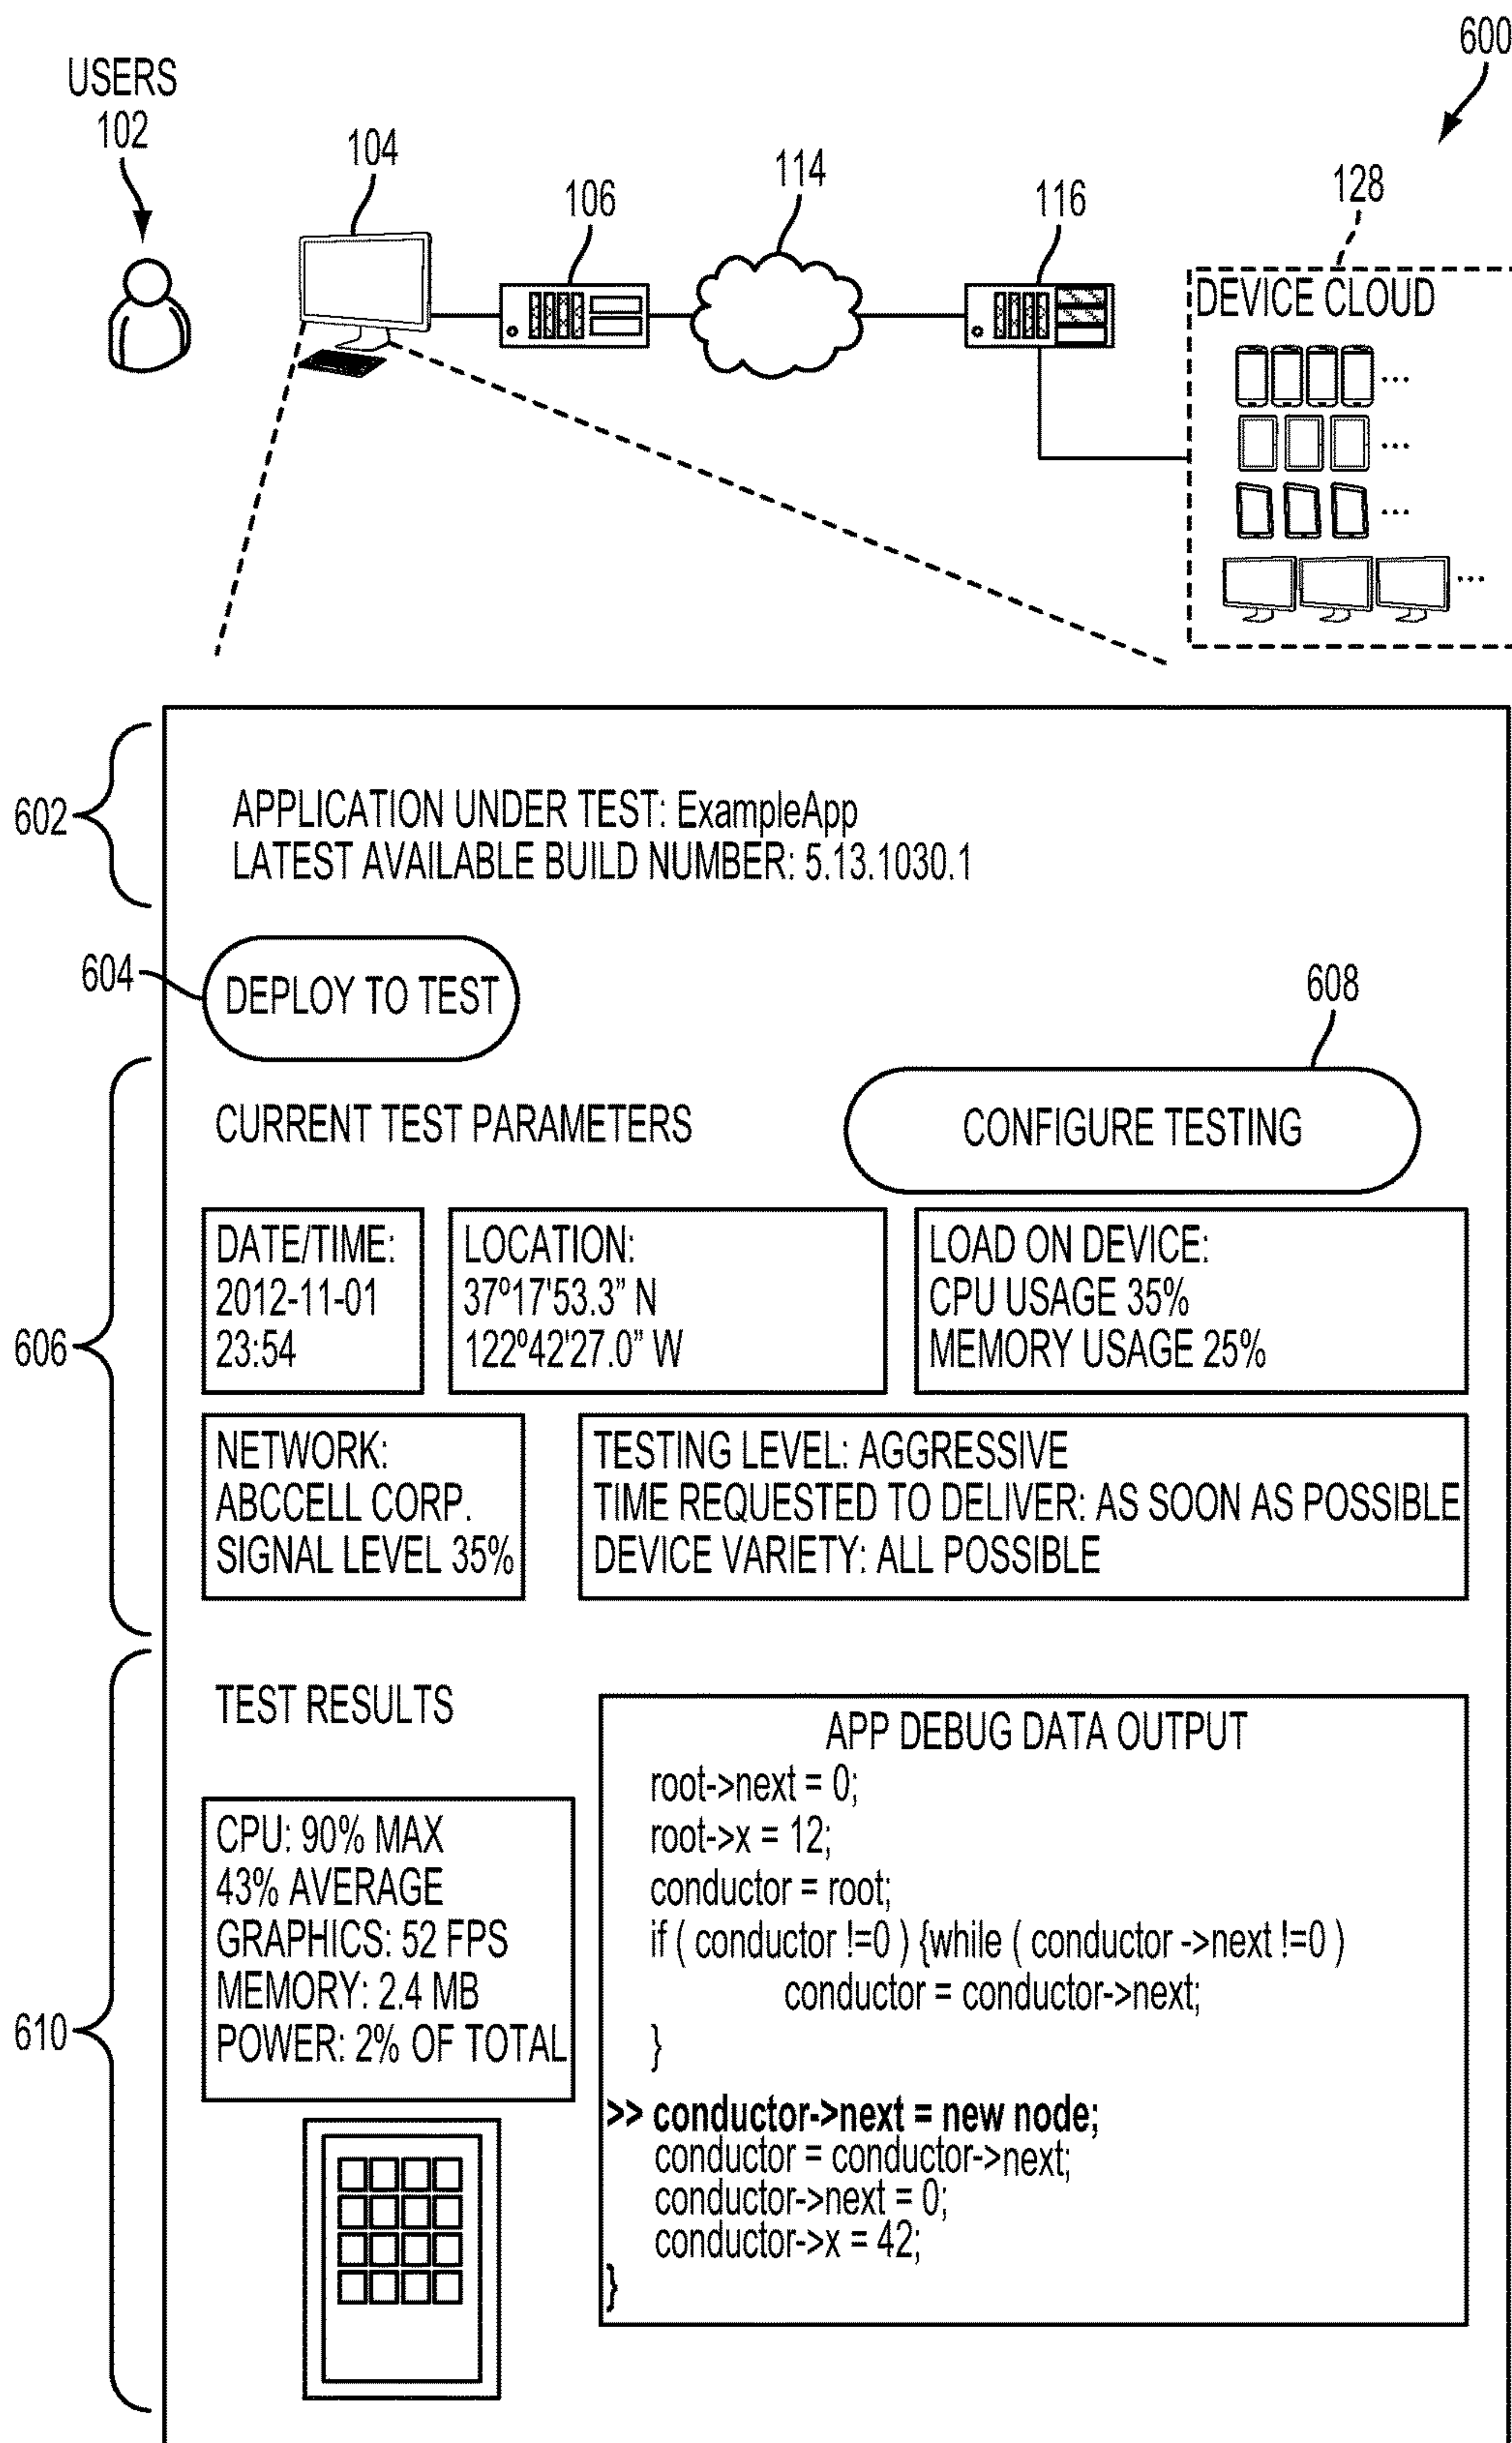 600
USERS
102
104
106
114
116
128
DEVICE CLOUD
...
...
...
...
602
APPLICATION UNDER TEST: ExampleApp
LATEST AVAILABLE BUILD NUMBER: 5.13.1030.1
604
DEPLOY TO TEST
608
606
CURRENT TEST PARAMETERS
CONFIGURE TESTING
DATE/TIME:
2012-11-01
23:54
LOCATION:
37º17'53.3” N
122º42'27.0” W
LOAD ON DEVICE:
CPU USAGE 35%
MEMORY USAGE 25%
NETWORK:
ABCCELL CORP.
SIGNAL LEVEL 35%
TESTING LEVEL: AGGRESSIVE
TIME REQUESTED TO DELIVER: AS SOON AS POSSIBLE
DEVICE VARIETY: ALL POSSIBLE
610
TEST RESULTS
CPU: 90% MAX
43% AVERAGE
GRAPHICS: 52 FPS
MEMORY: 2.4 MB
POWER: 2% OF TOTAL
APP DEBUG DATA OUTPUT
root->next = 0;
root->x = 12;
conductor = root;
if ( conductor !=0 ) {while ( conductor ->next !=0 )
conductor = conductor->next;
}
>> conductor->next = new node;
conductor = conductor->next;
conductor->next = 0;
conductor->x = 42;
}